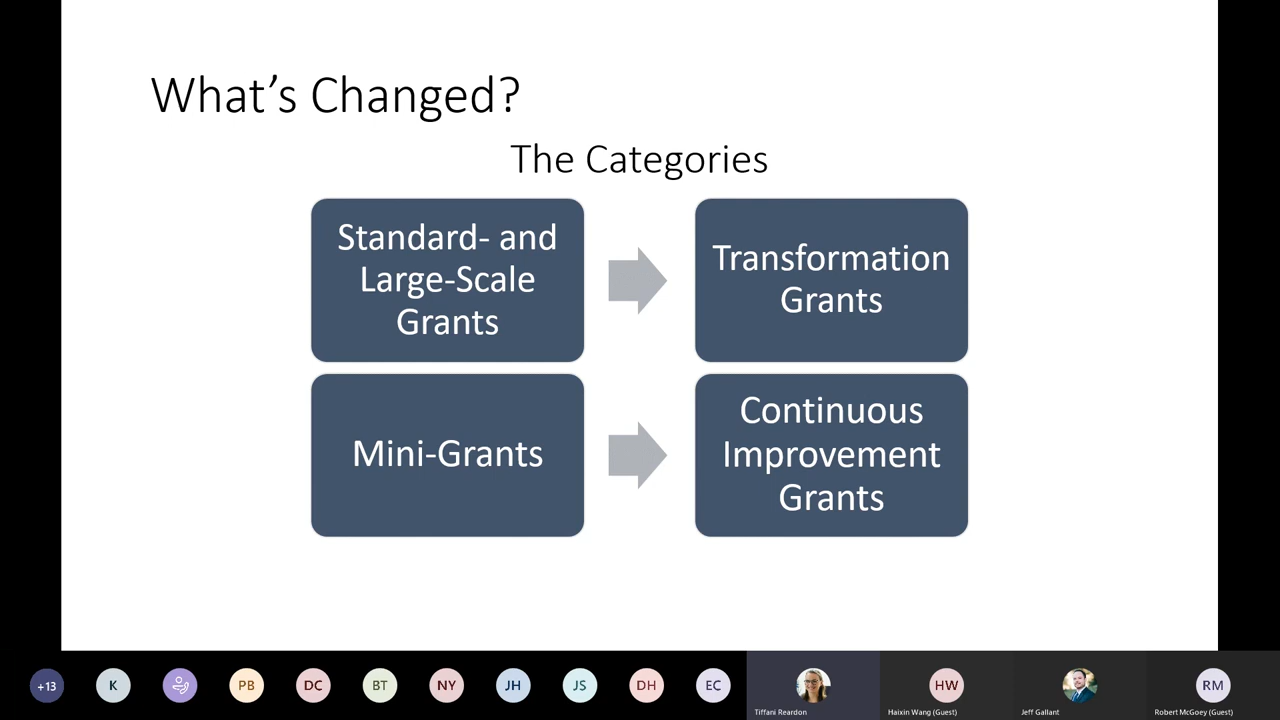 What's Changed?
The Categories
Standard- and
Large-Scale
Grants
Transformation
Grants
Mini-Grants
Continuous
Improvement
Grants
+13
K
PB
DC
BT
NY
JH
JS
DH
EC
Tiffani Reardon
HW
Haixin Wang (Guest)
Jeff Gallant
RM
Robert McGoey (Guest)